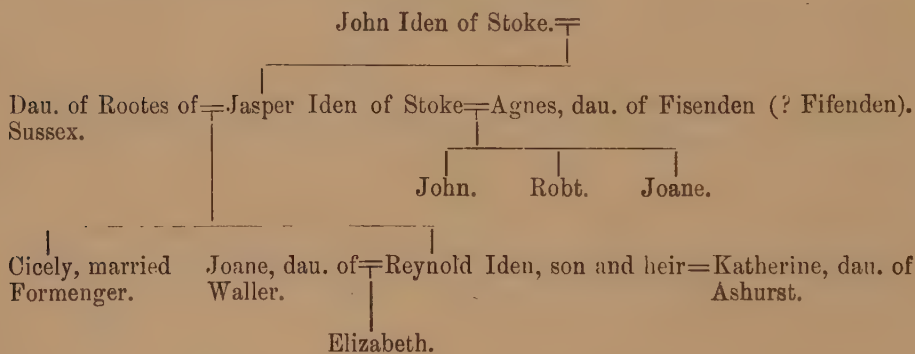 John Iden of Stoke.=
Dau. of Rootes of=Jasper Iden of Stoke=Agnes, dau. of Fisenden (? Fifenden).
Sussex.
John. Robt. Joane.
Cicely, married Joane, dau. of=Reynold Iden, son and heir=Katherine, dau. of
Formenger. Waller. Ashurst.
Elizabeth.